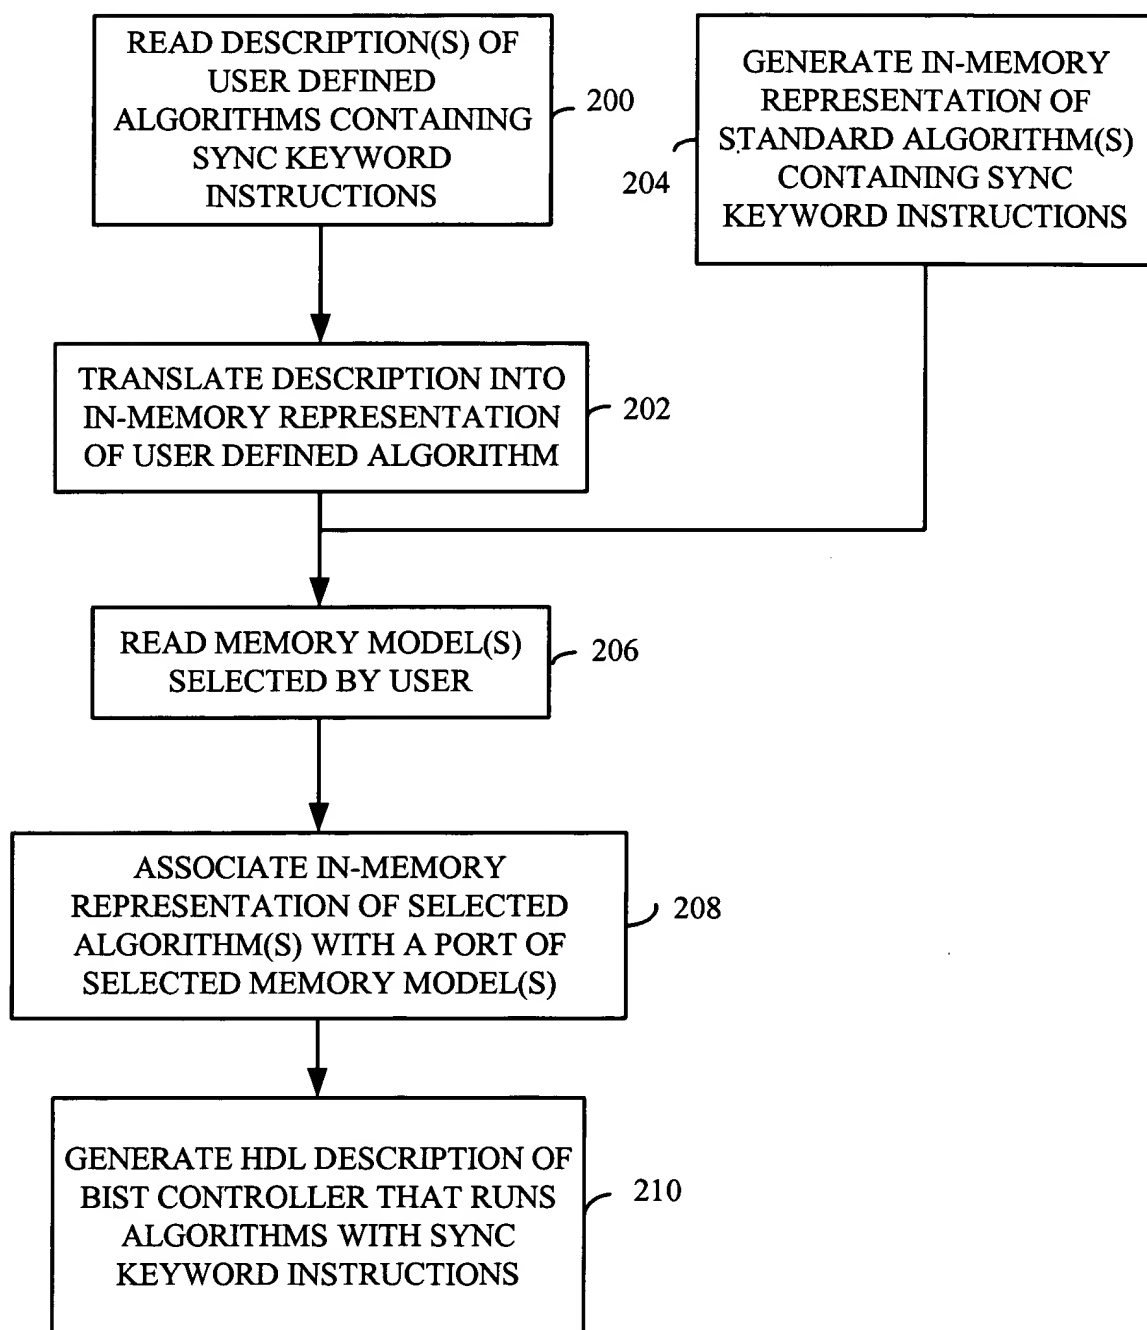 READ DESCRIPTION(S) OF
USER DEFINED
ALGORITHMS CONTAINING
SYNC KEYWORD
INSTRUCTIONS
200
GENERATE IN-MEMORY
REPRESENTATION OF
STANDARD ALGORITHM(S)
CONTAINING SYNC
KEYWORD INSTRUCTIONS
204
TRANSLATE DESCRIPTION INTO
IN-MEMORY REPRESENTATION
OF USER DEFINED ALGORITHM
202
READ MEMORY MODEL(S)
SELECTED BY USER
206
ASSOCIATE IN-MEMORY
REPRESENTATION OF SELECTED
ALGORITHM(S) WITH A PORT OF
SELECTED MEMORY MODEL(S)
208
GENERATE HDL DESCRIPTION OF
BIST CONTROLLER THAT RUNS
ALGORITHMS WITH SYNC
KEYWORD INSTRUCTIONS
210